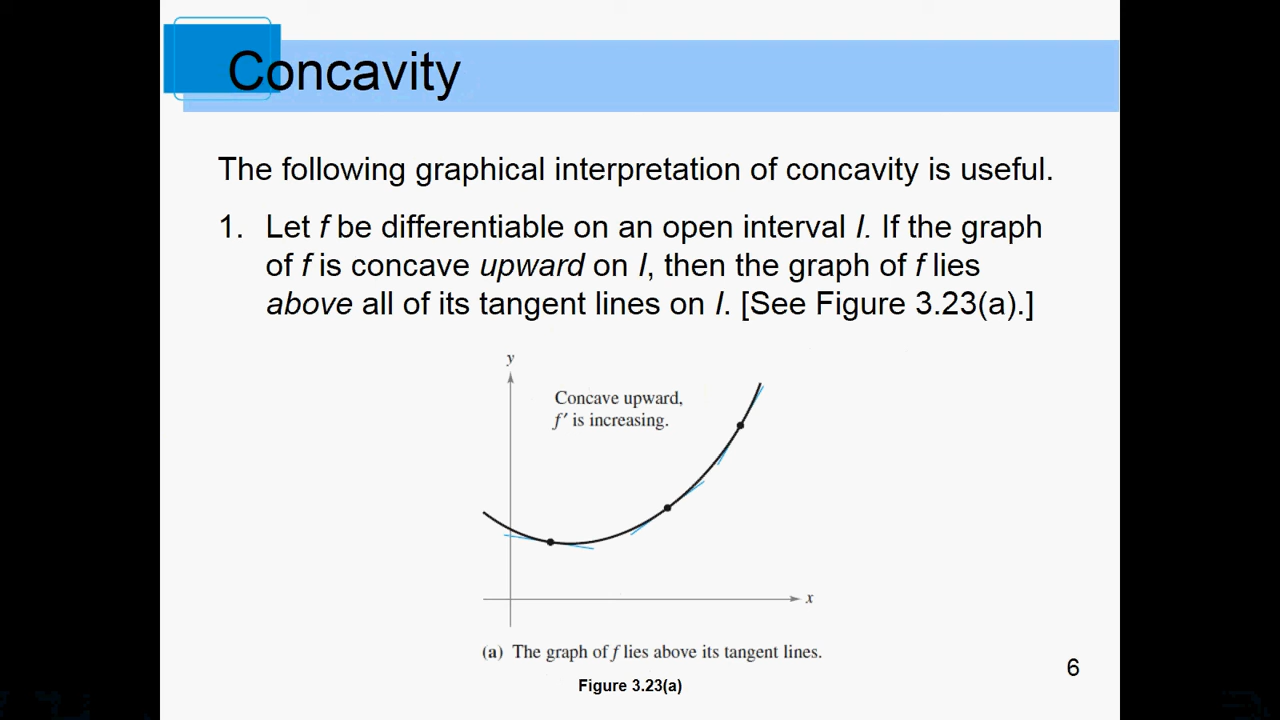 Concavity
The following graphical interpretation of concavity is useful.
1. Let f be differentiable on an open interval I. If the graph
of f is concave upward on I, then the graph of f lies
above all of its tangent lines on I. [See Figure 3.23(a).]
y
Concave upward,
f′ is increasing.
x
(a) The graph of f lies above its tangent lines.
Figure 3.23(a)
6